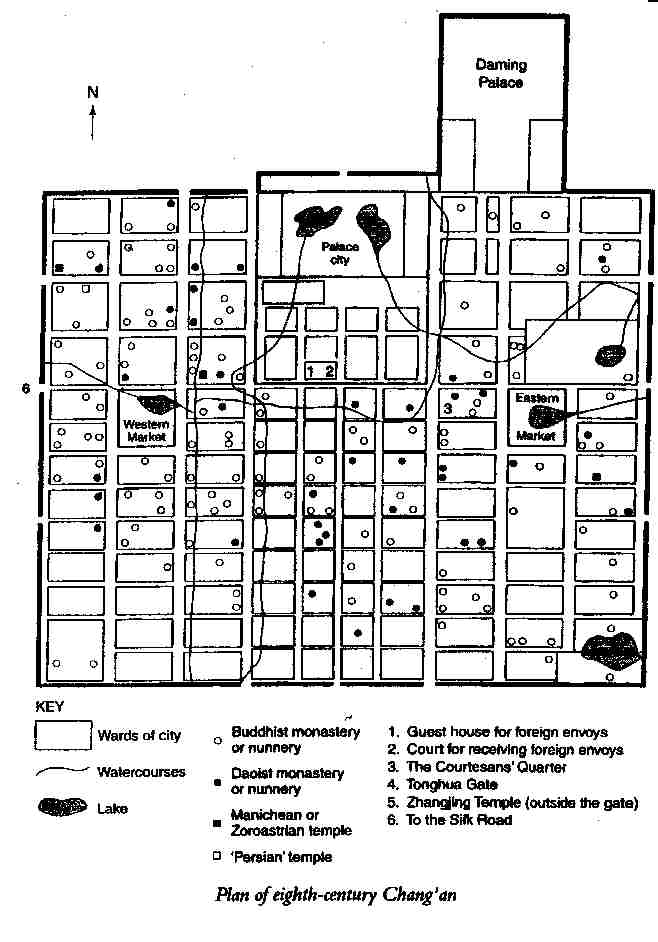 Daming
Palace
N
Palace
city
1 2
6
3
Eastern
Market
Western
Market
KEY
Wards of city
Watercourses
Lake
Buddhist monastery
or nunnery
Daoist monastery
or nunnery
Manichean or
Zoroastrian temple
'Persian' temple
1. Guest house for foreign envoys
2. Court for receiving foreign envoys
3. The Courtesans' Quarter
4. Tonghua Gate
5. Zhangjing Temple (outside the gate)
6. To the Silk Road
Plan of eighth-century Chang'an